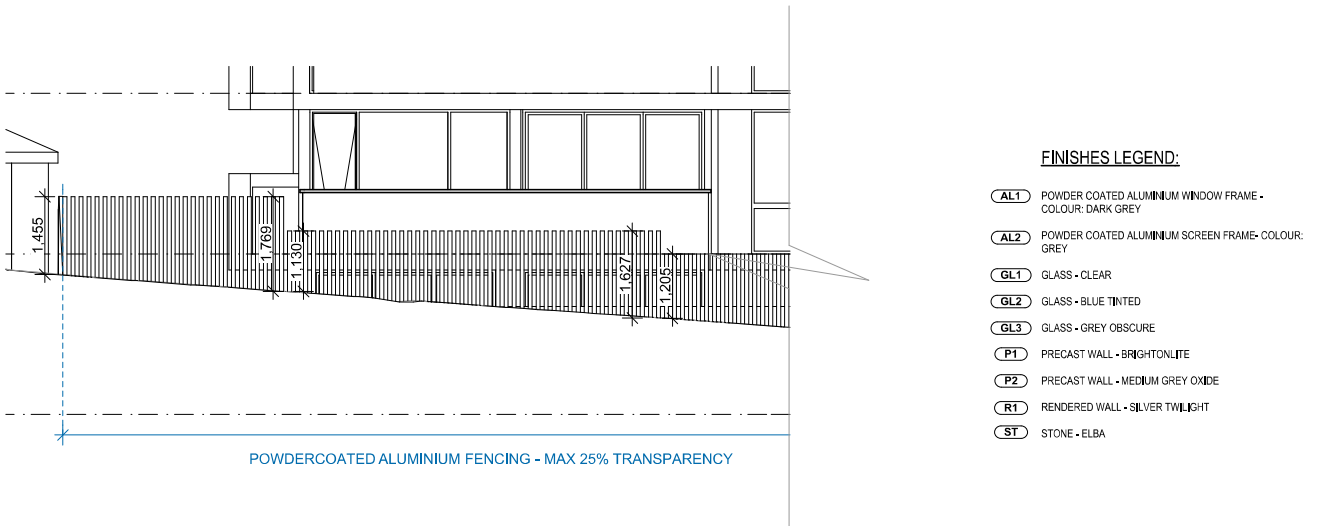 1,455
1,769
1,130
1,627
1,205
POWDERCOATED ALUMINIUM FENCING - MAX 25% TRANSPARENCY
FINISHES LEGEND:
AL1 POWDER COATED ALUMINIUM WINDOW FRAME -
COLOUR: DARK GREY
AL2 POWDER COATED ALUMINIUM SCREEN FRAME- COLOUR:
GREY
GL1 GLASS - CLEAR
GL2 GLASS - BLUE TINTED
GL3 GLASS - GREY OBSCURE
P1 PRECAST WALL - BRIGHTONLITE
P2 PRECAST WALL - MEDIUM GREY OXIDE
R1 RENDERED WALL - SILVER TWILIGHT
ST STONE - ELBA